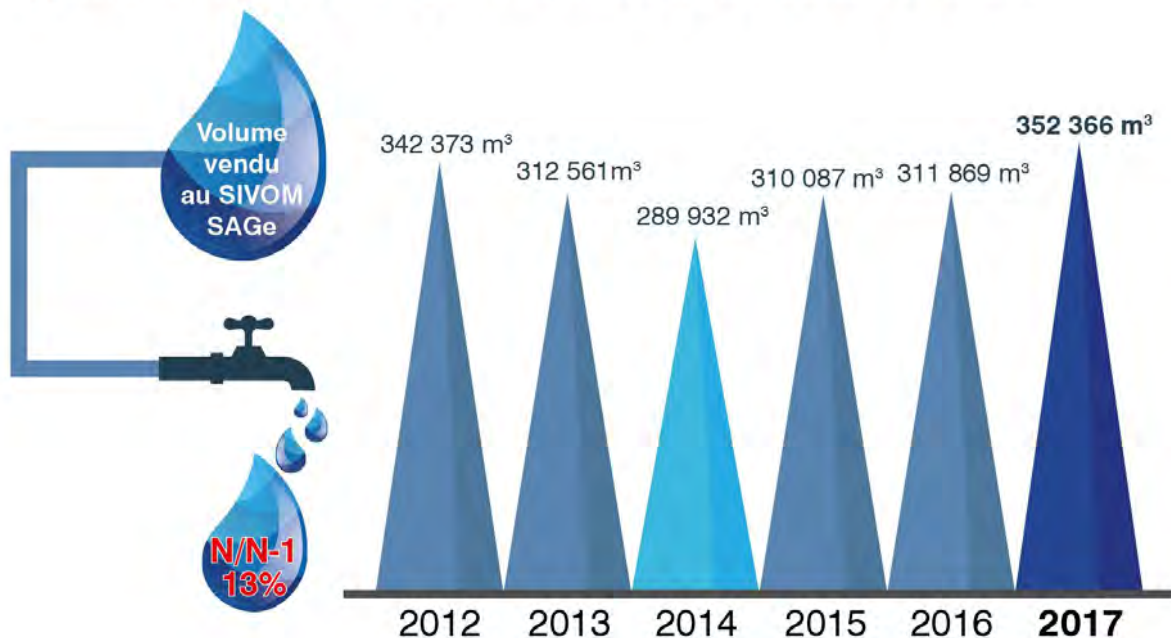 Volume
vendu
au SIVOM
SAGe
N/N-1
13%
342 373 m³
312 561m³
289 932 m³
310 087 m³
311 869 m³
352 366 m³
2012
2013
2014
2015
2016
2017